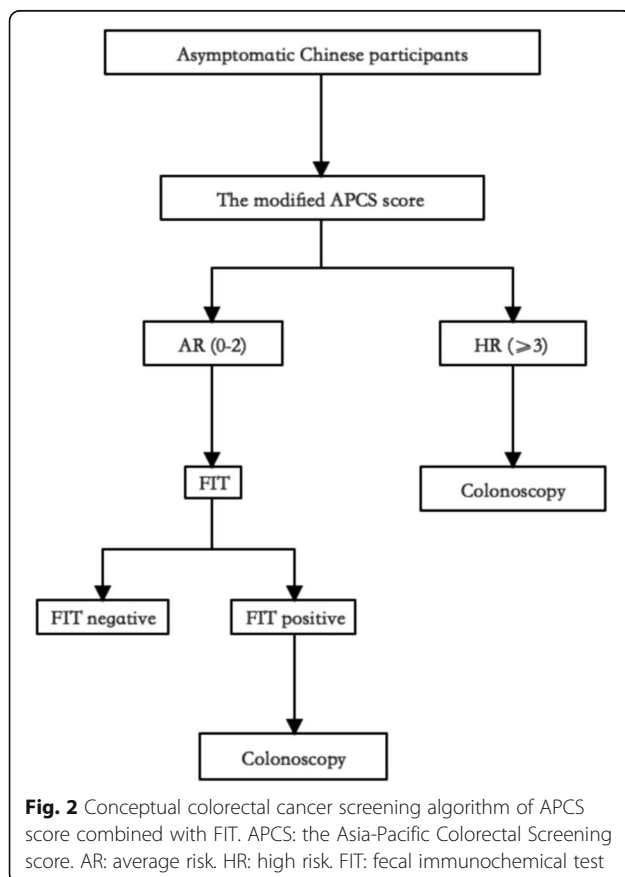 Asymptomatic Chinese participants
The modified APCS score
AR (0-2)
HR (⩾3)
FIT
Colonoscopy
FIT negative
FIT positive
Colonoscopy
Fig. 2 Conceptual colorectal cancer screening algorithm of APCS
score combined with FIT. APCS: the Asia-Pacific Colorectal Screening
score. AR: average risk. HR: high risk. FIT: fecal immunochemical test